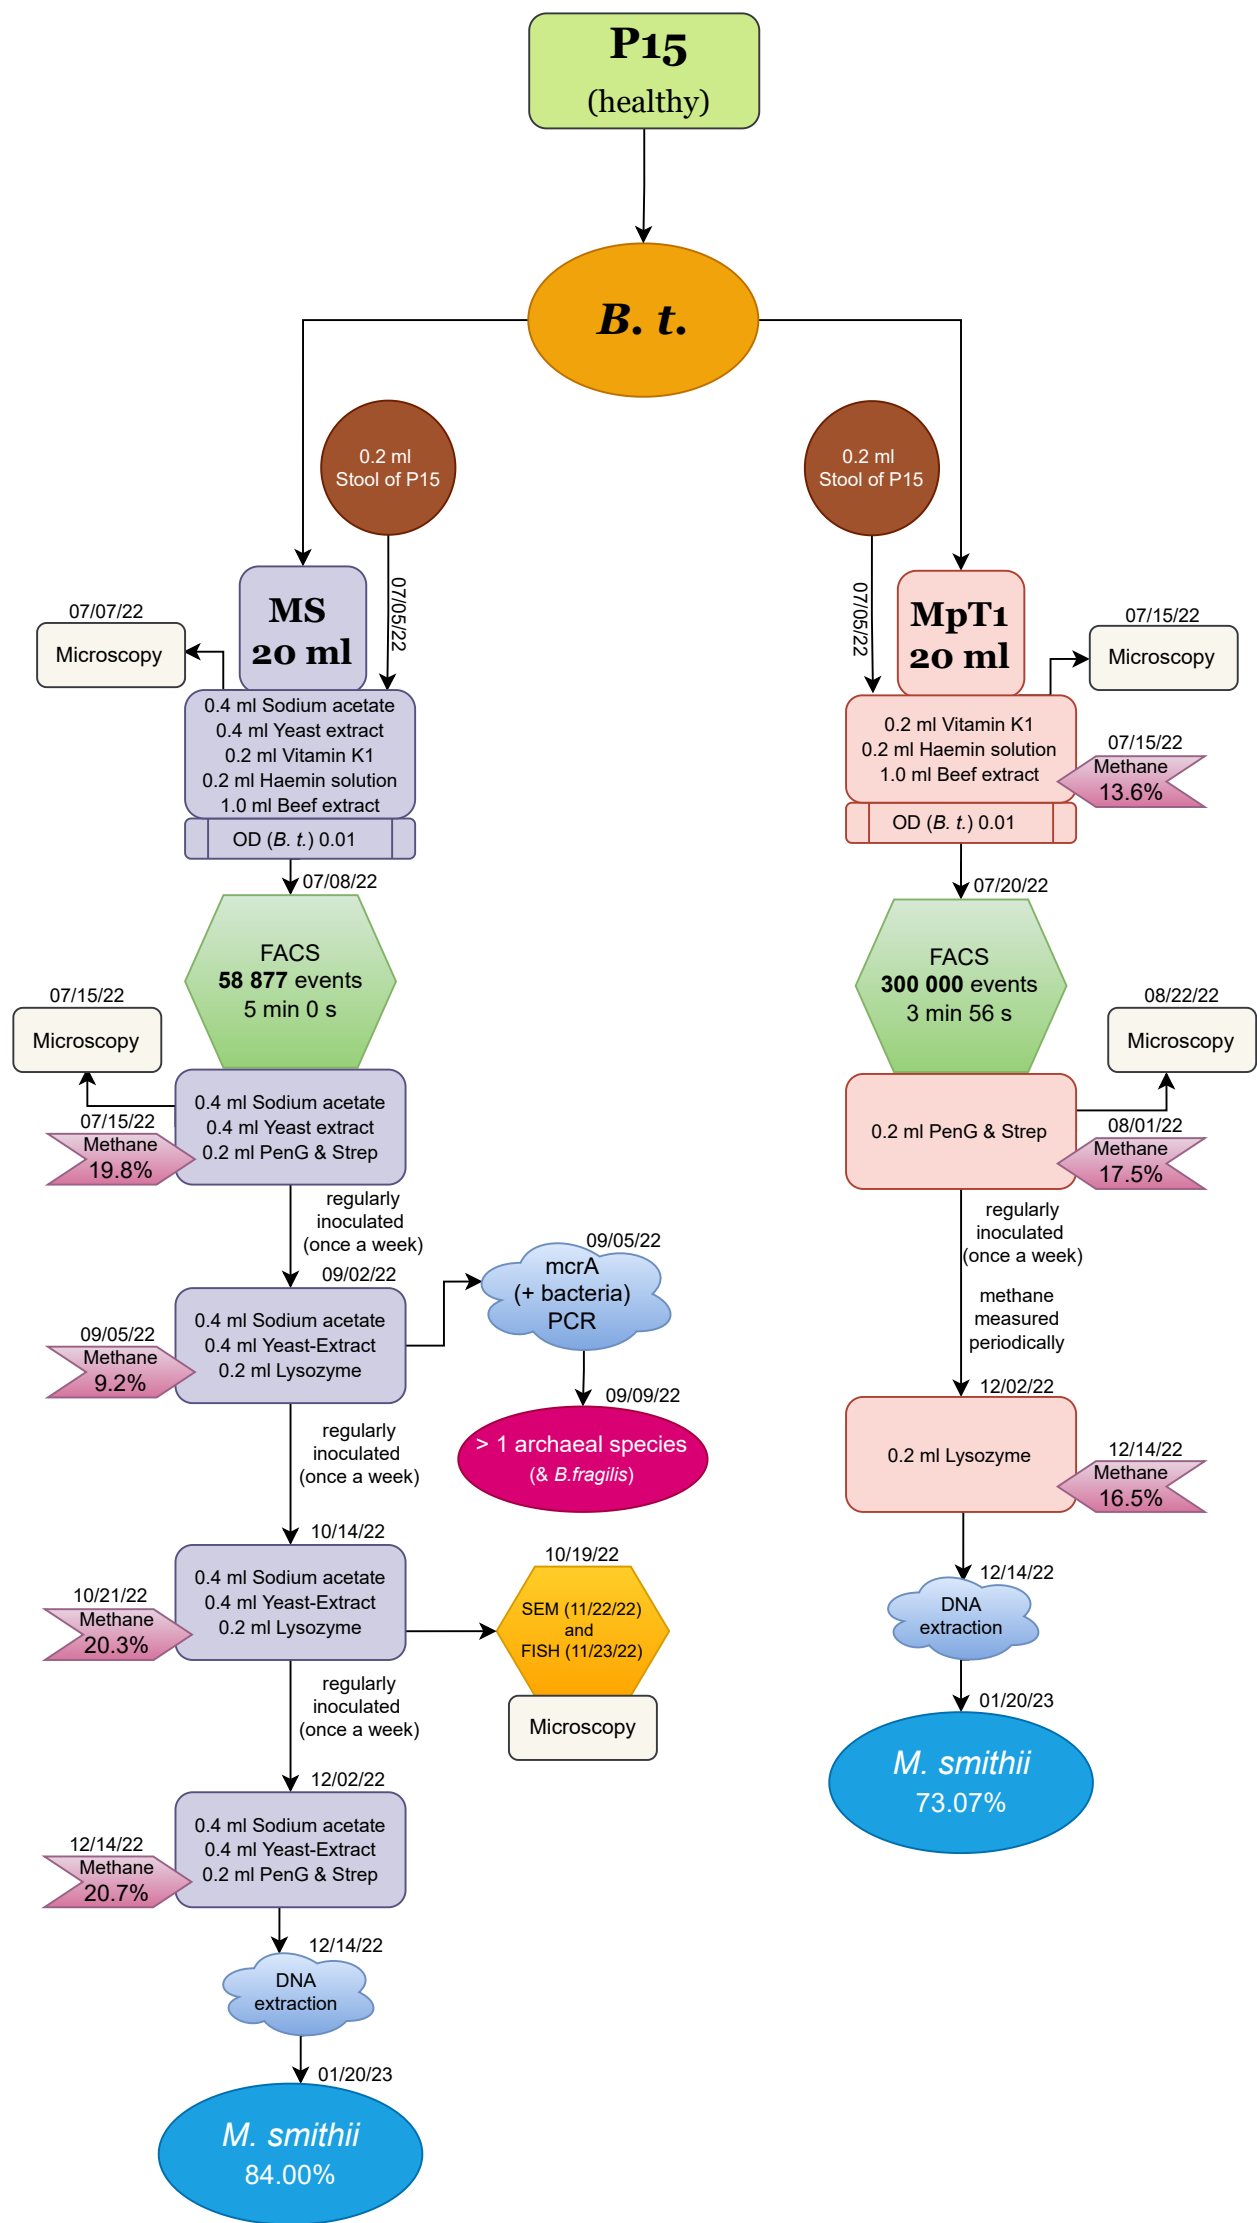 P15
(healthy)
B. t.
0.2 ml
Stool of P15
07/05/22
MS
20 ml
07/07/22
Microscopy
0.4 ml Sodium acetate
0.4 ml Yeast extract
0.2 ml Vitamin K1
0.2 ml Haemin solution
1.0 ml Beef extract
OD (B. t.) 0.01
07/08/22
FACS
58 877 events
5 min 0 s
07/15/22
Microscopy
0.4 ml Sodium acetate
0.4 ml Yeast extract
0.2 ml PenG & Strep
07/15/22
Methane
19.8%
regularly
inoculated
(once a week)
09/02/22
0.4 ml Sodium acetate
0.4 ml Yeast-Extract
0.2 ml Lysozyme
09/05/22
Methane
9.2%
09/05/22
mcrA
(+ bacteria)
PCR
09/09/22
> 1 archaeal species
(& B.fragilis)
regularly
inoculated
(once a week)
10/14/22
0.4 ml Sodium acetate
0.4 ml Yeast-Extract
0.2 ml Lysozyme
10/21/22
Methane
20.3%
10/19/22
SEM (11/22/22)
and
FISH (11/23/22)
Microscopy
regularly
inoculated
(once a week)
12/02/22
0.4 ml Sodium acetate
0.4 ml Yeast-Extract
0.2 ml PenG & Strep
12/14/22
Methane
20.7%
12/14/22
DNA
extraction
01/20/23
M. smithii
84.00%
0.2 ml
Stool of P15
07/05/22
MpT1
20 ml
07/15/22
Microscopy
0.2 ml Vitamin K1
0.2 ml Haemin solution
1.0 ml Beef extract
07/15/22
Methane
13.6%
OD (B. t.) 0.01
07/20/22
FACS
300 000 events
3 min 56 s
08/22/22
Microscopy
0.2 ml PenG & Strep
08/01/22
Methane
17.5%
regularly
inoculated
(once a week)
methane
measured
periodically
12/02/22
0.2 ml Lysozyme
12/14/22
Methane
16.5%
12/14/22
DNA
extraction
01/20/23
M. smithii
73.07%